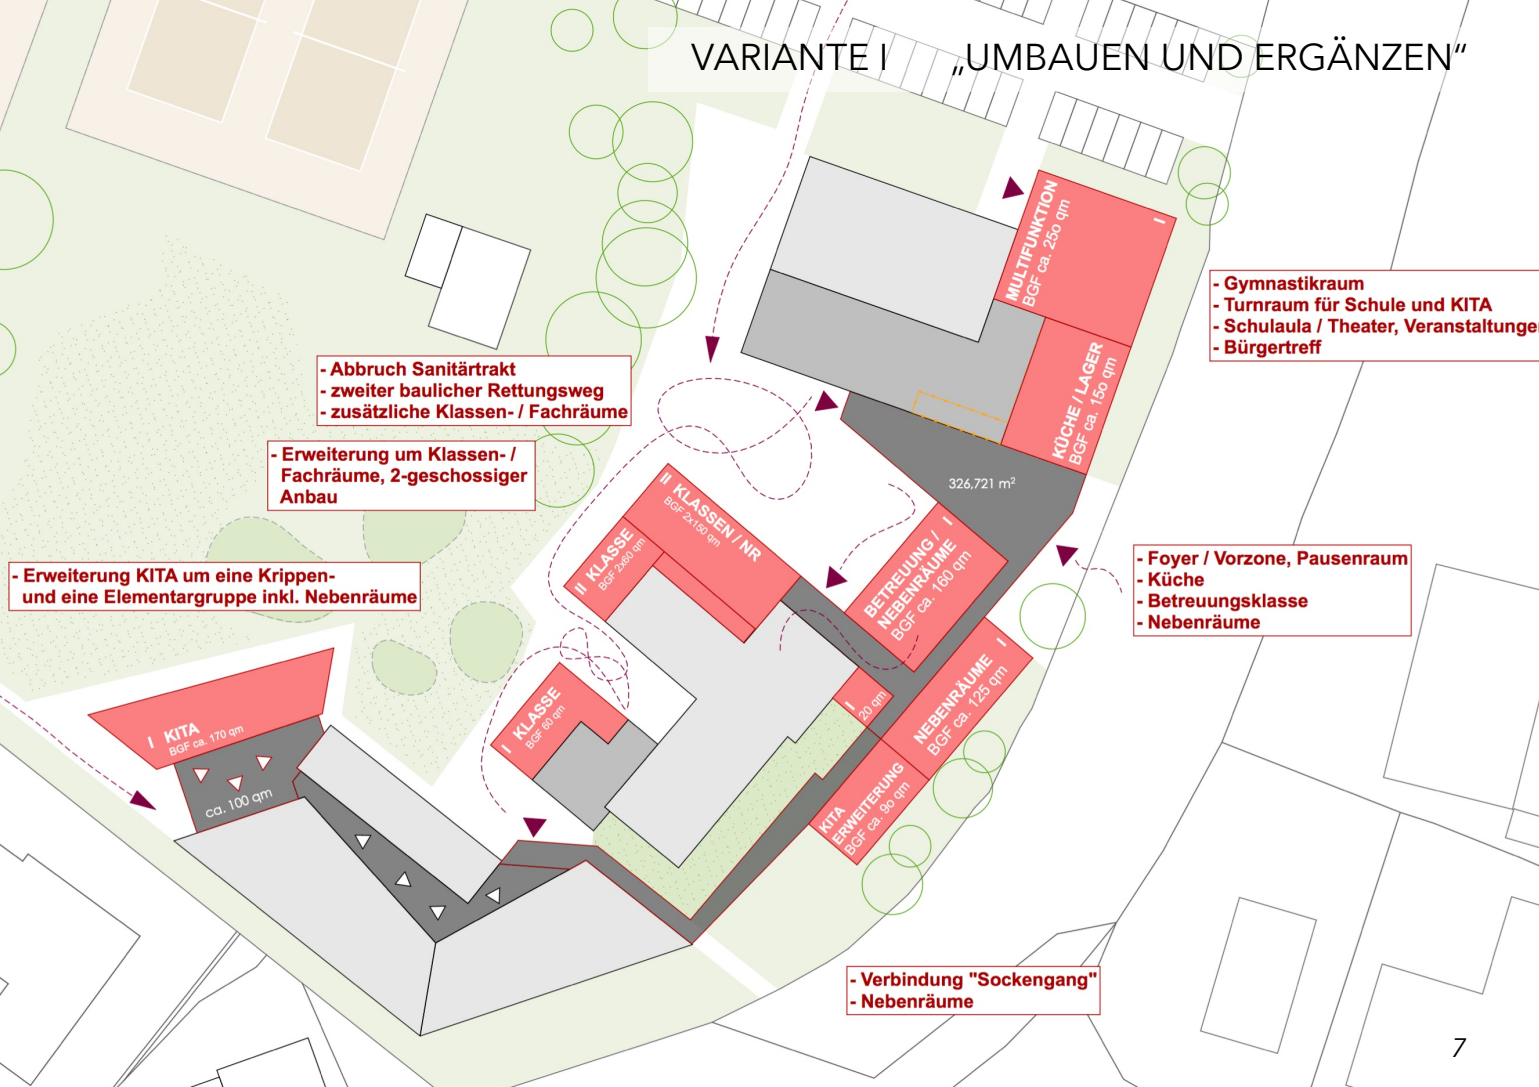 VARIANTE I „UMBAUEN UND ERGÄNZEN“
MULTIFUNKTION
BGF ca. 25o qm
I
- Gymnastikraum
- Turnraum für Schule und KITA
- Schulaula / Theater, Veranstaltunge
- Bürgertreff
KÜCHE / LAGER
BGF ca. 15o qm
- Abbruch Sanitärtrakt
- zweiter baulicher Rettungsweg
- zusätzliche Klassen- / Fachräume
- Erweiterung um Klassen- /
Fachräume, 2-geschossiger
Anbau
326,721 m²
II KLASSEN / NR
BGF 2x150 qm
II KLASSE
BGF 2x60 qm
BETREUUNG / I
NEBENRÄUME
BGF ca. 160 qm
- Foyer / Vorzone, Pausenraum
- Küche
- Betreuungsklasse
- Nebenräume
- Erweiterung KITA um eine Krippen-
und eine Elementargruppe inkl. Nebenräume
I KITA
BGF ca. 170 qm
ca. 100 qm
I KLASSE
BGF 60 qm
I
20 qm
NEBENRÄUME I
BGF ca. 125 qm
KITA
ERWEITERUNG
BGF ca. 9o qm
- Verbindung "Sockengang"
- Nebenräume
7